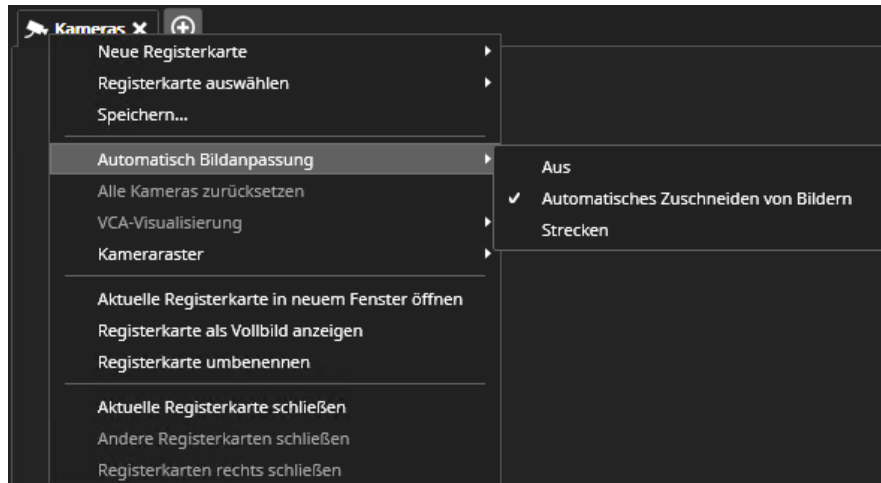 Kameras
Neue Registerkarte
Registerkarte auswählen
Speichern...
Automatisch Bildanpassung
Aus
Alle Kameras zurücksetzen
Automatisches Zuschneiden von Bildern
VCA-Visualisierung
Strecken
Kameraraster
Aktuelle Registerkarte in neuem Fenster öffnen
Registerkarte als Vollbild anzeigen
Registerkarte umbenennen
Aktuelle Registerkarte schließen
Andere Registerkarten schließen
Registerkarten rechts schließen